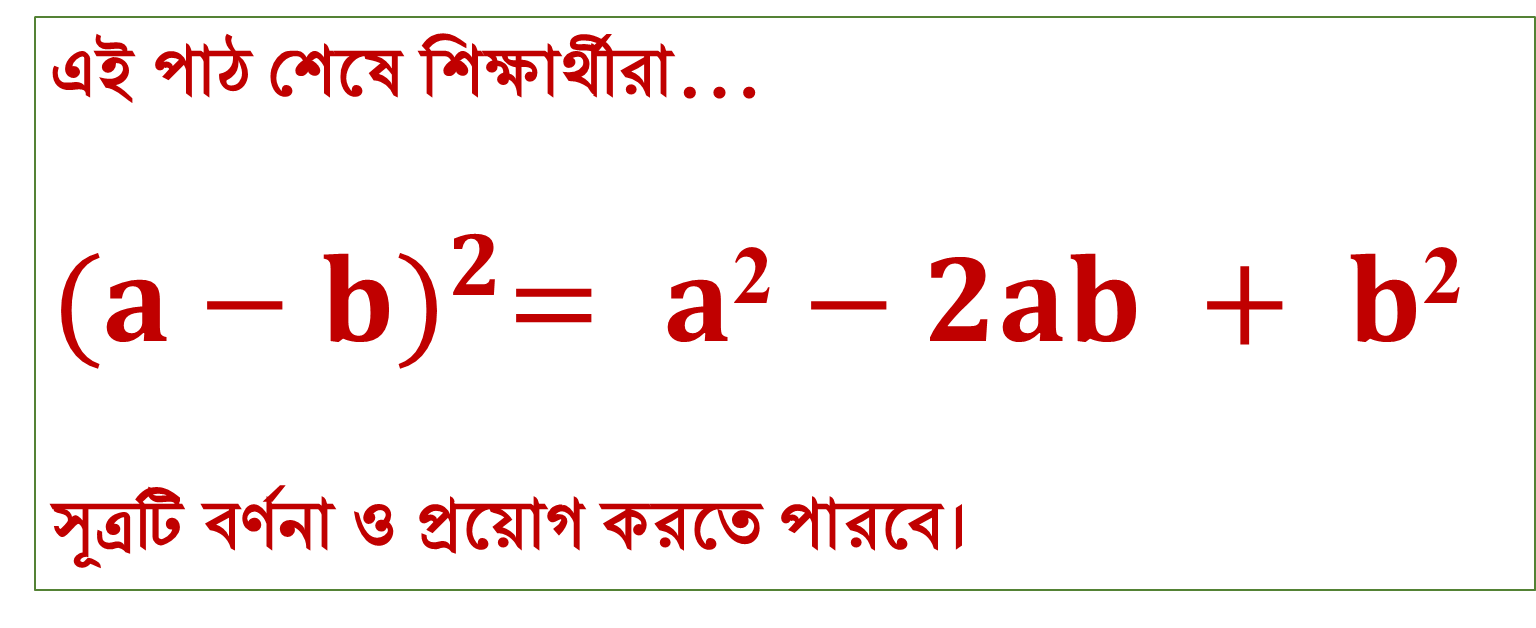 এই পাঠ শেষে শিক্ষার্থীরা...
(a − b)²= a² − 2ab + b²
সূত্রটি বর্ণনা ও প্রয়োগ করতে পারবে।